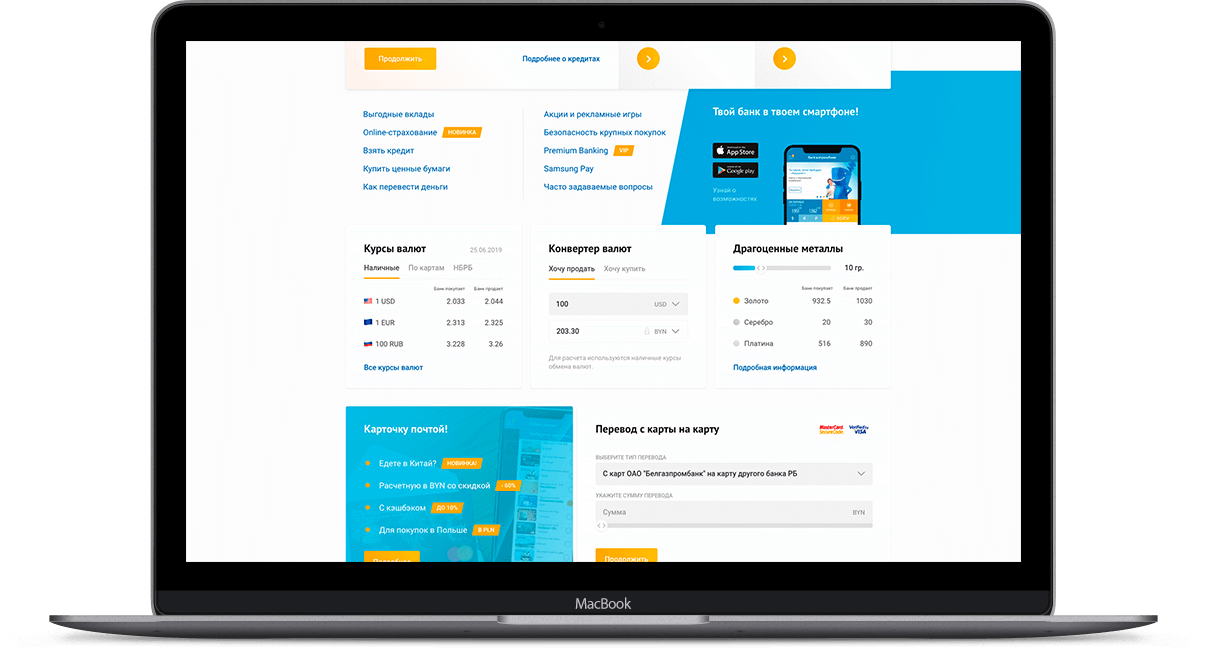 Продолжить
Подробнее о кредитах
Выгодные вклады
Online-страхование НОВИНКА
Взять кредит
Купить ценные бумаги
Как перевести деньги
Акции и рекламные игры
Безопасность крупных покупок
Premium Banking VIP
Samsung Pay
Часто задаваемые вопросы
Твой банк в твоем смартфоне!
App Store
Google play
Узнай о
возможностях
Курсы валют 25.06.2019
Наличные По картам НБРБ
Банк покупает Банк продает
1 USD 2.033 2.044
1 EUR 2.313 2.325
100 RUB 3.228 3.26
Все курсы валют
Конвертер валют
Хочу продать Хочу купить
100 USD
203.30 BYN
Для расчета используются наличные курсы
обмена валют.
Драгоценные металлы
10 гр.
Банк покупает Банк продает
Золото 932.5 1030
Серебро 20 30
Платина 516 890
Подробная информация
Карточку почтой!
Едете в Китай? НОВИНКА!
Расчетную в BYN со скидкой - 60%
С кэшбэком ДО 10%
Для покупок в Польше В PLN
Перевод с карты на карту
MasterCard
SecureCode
Verified by
VISA
ВЫБЕРИТЕ ТИП ПЕРЕВОДА
С карт ОАО "Белгазпромбанк" на карту другого банка РБ
УКАЖИТЕ СУММУ ПЕРЕВОДА
Сумма BYN
Продолжить
MacBook